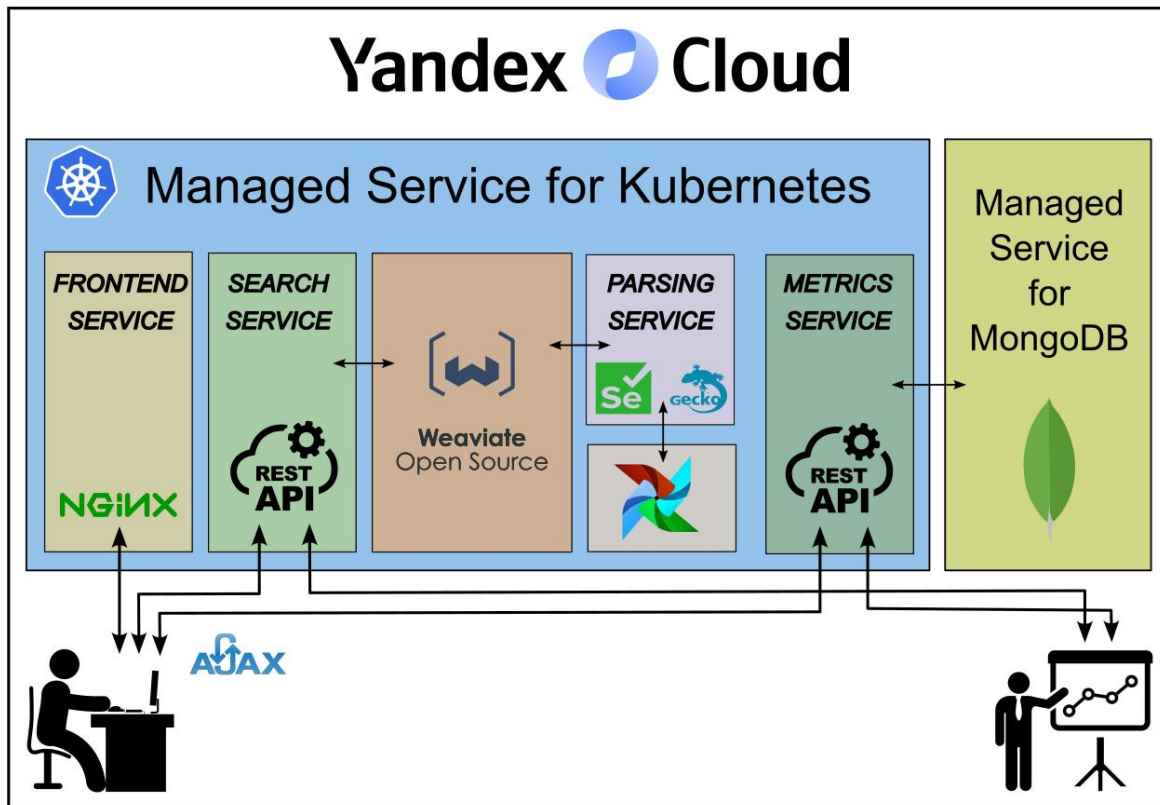 Yandex Cloud
Managed Service for Kubernetes
FRONTEND
SERVICE
NGINX
SEARCH
SERVICE
REST
API
Weaviate
Open Source
PARSING
SERVICE
Se
GECKO
METRICS
SERVICE
REST
API
Managed
Service
for
MongoDB
AJAX